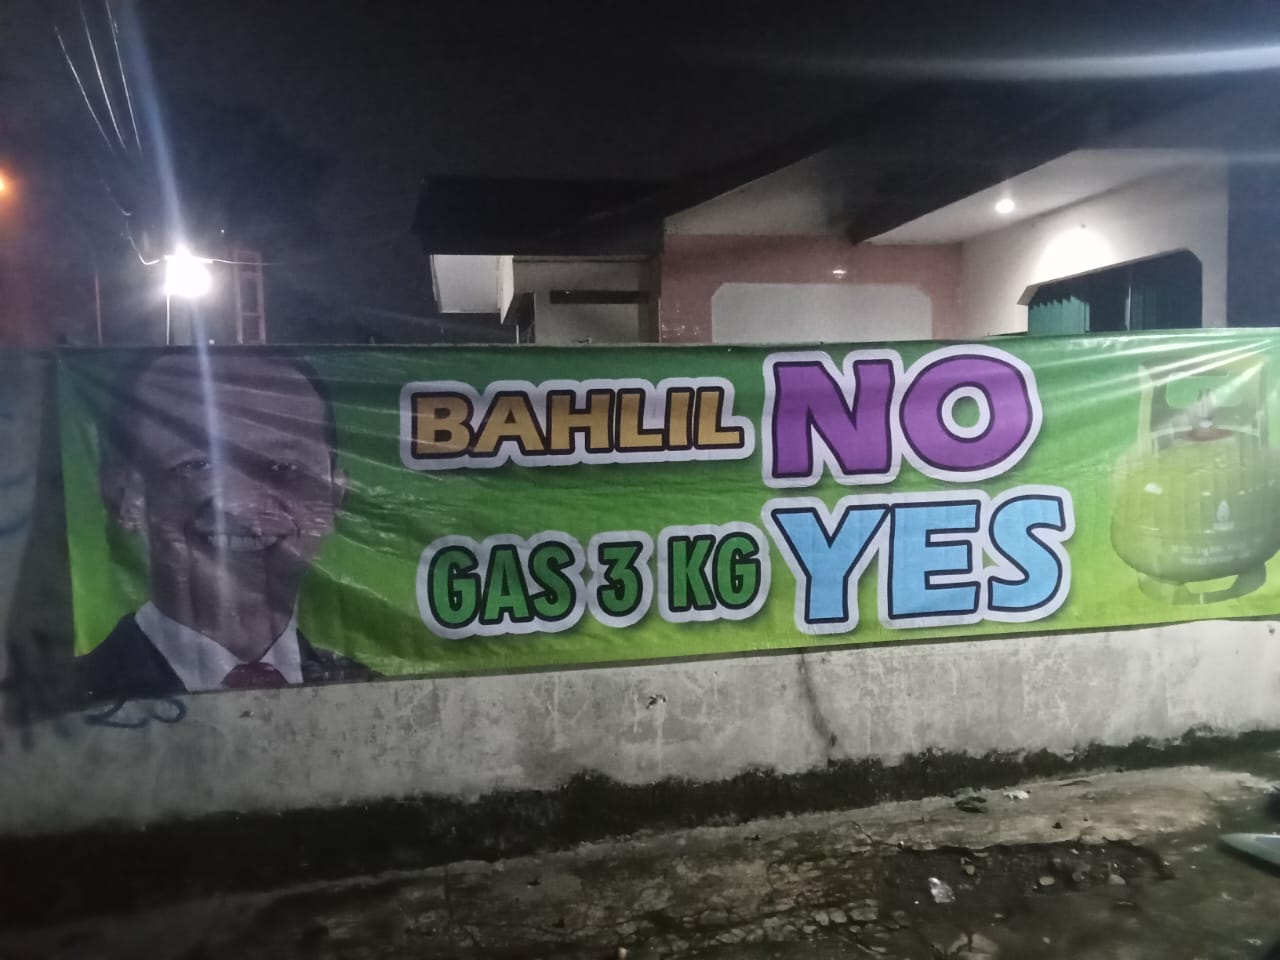 BAHLIL NO
GAS 3 KG YES